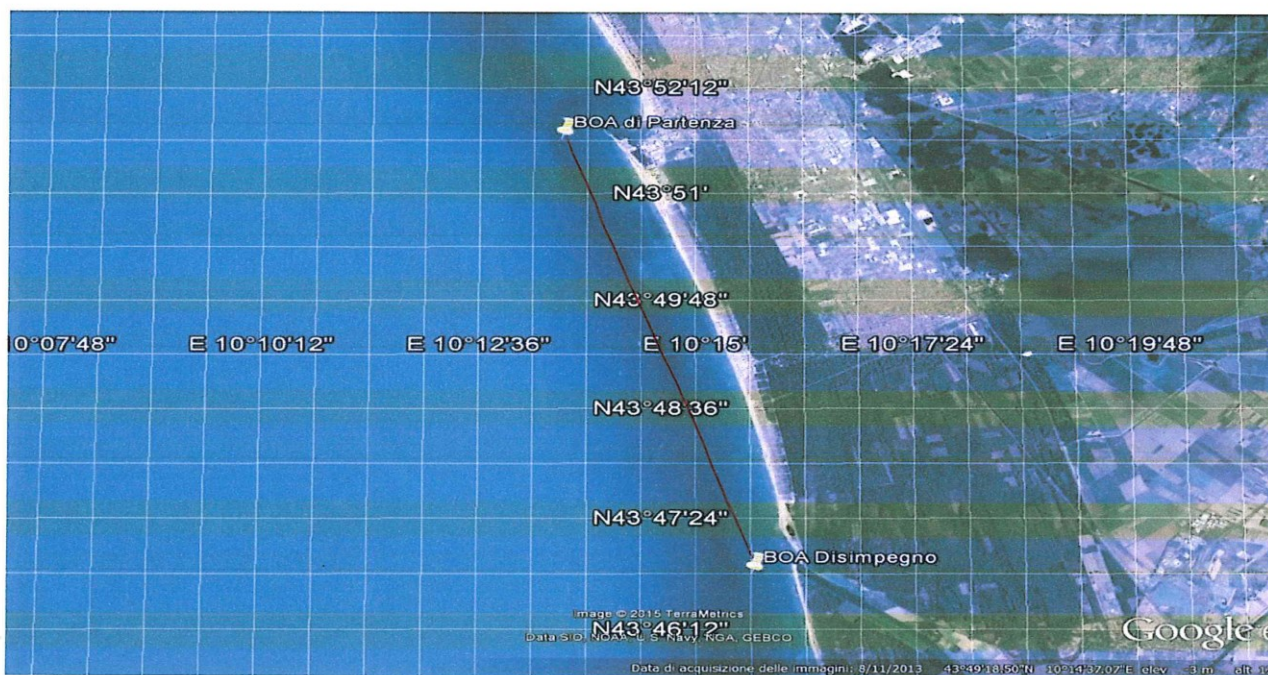 N43°52'12"
BOA di Partenza
N43°51'
N43°49'48"
10°07'48" E 10°10'12" E 10°12'36" E 10°15' E 10°17'24" E 10°19'48"
N43°48'36"
N43°47'24"
BOA Disimpegno
Image © 2015 TerraMetrics
N43°46'12"
Data SIO, NOAA, U.S. Navy, NGA, GEBCO
Google e
Data di acquisizione delle immagini: 8/11/2013 43°49'18.50"N 10°14'37.07"E elev -3 m alt 1